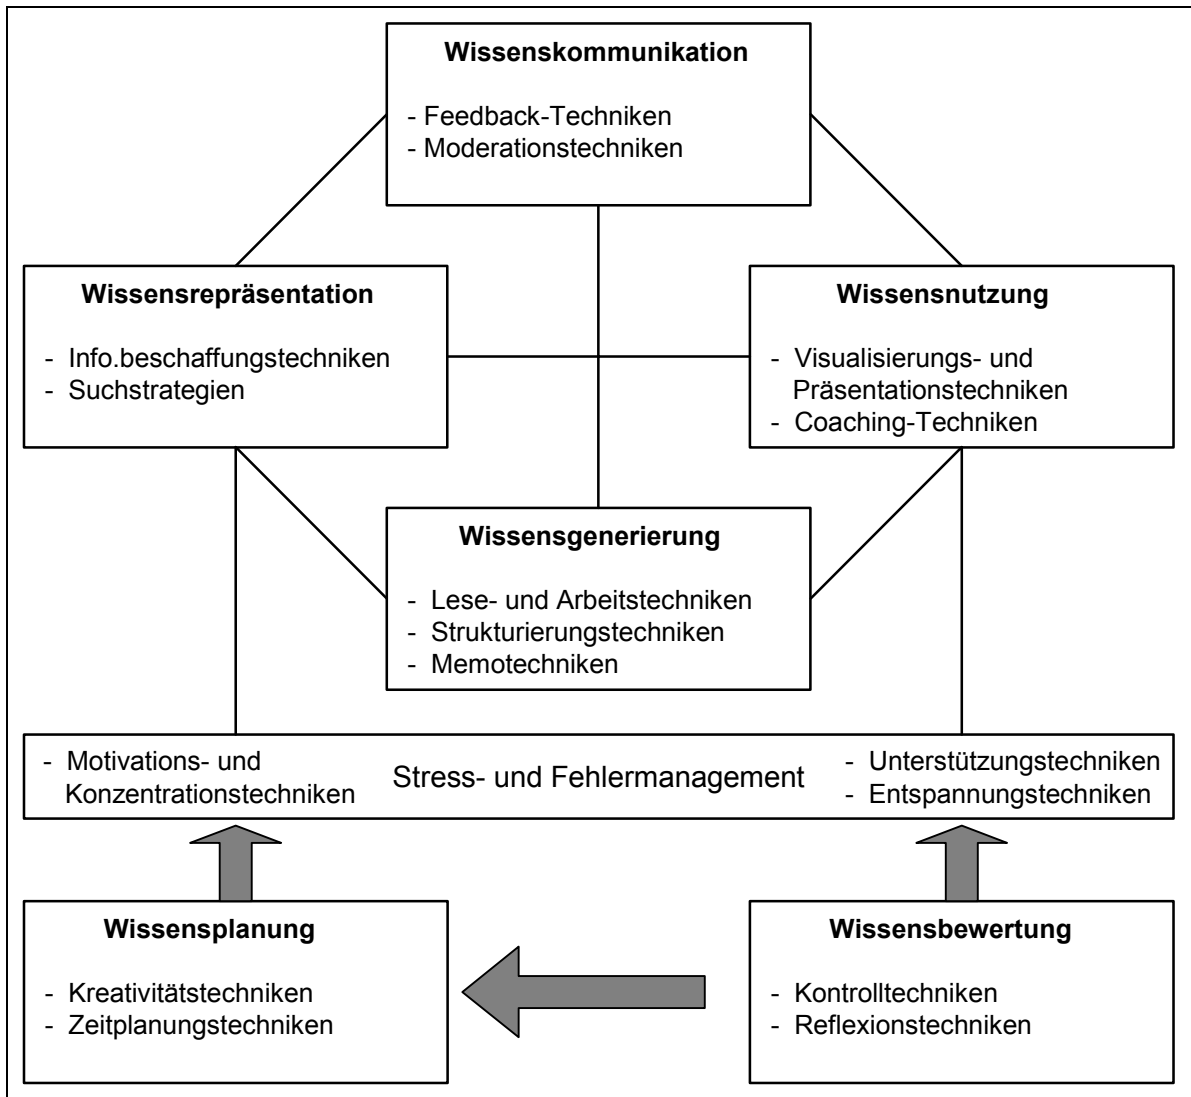 Wissenskommunikation
- Feedback-Techniken
- Moderationstechniken
Wissensrepräsentation
- Info.beschaffungstechniken
- Suchstrategien
Wissensnutzung
- Visualisierungs- und
Präsentationstechniken
- Coaching-Techniken
Wissensgenerierung
- Lese- und Arbeitstechniken
- Strukturierungstechniken
- Memotechniken
- Motivations- und
Konzentrationstechniken
Stress- und Fehlermanagement
- Unterstützungstechniken
- Entspannungstechniken
Wissensplanung
- Kreativitätstechniken
- Zeitplanungstechniken
Wissensbewertung
- Kontrolltechniken
- Reflexionstechniken